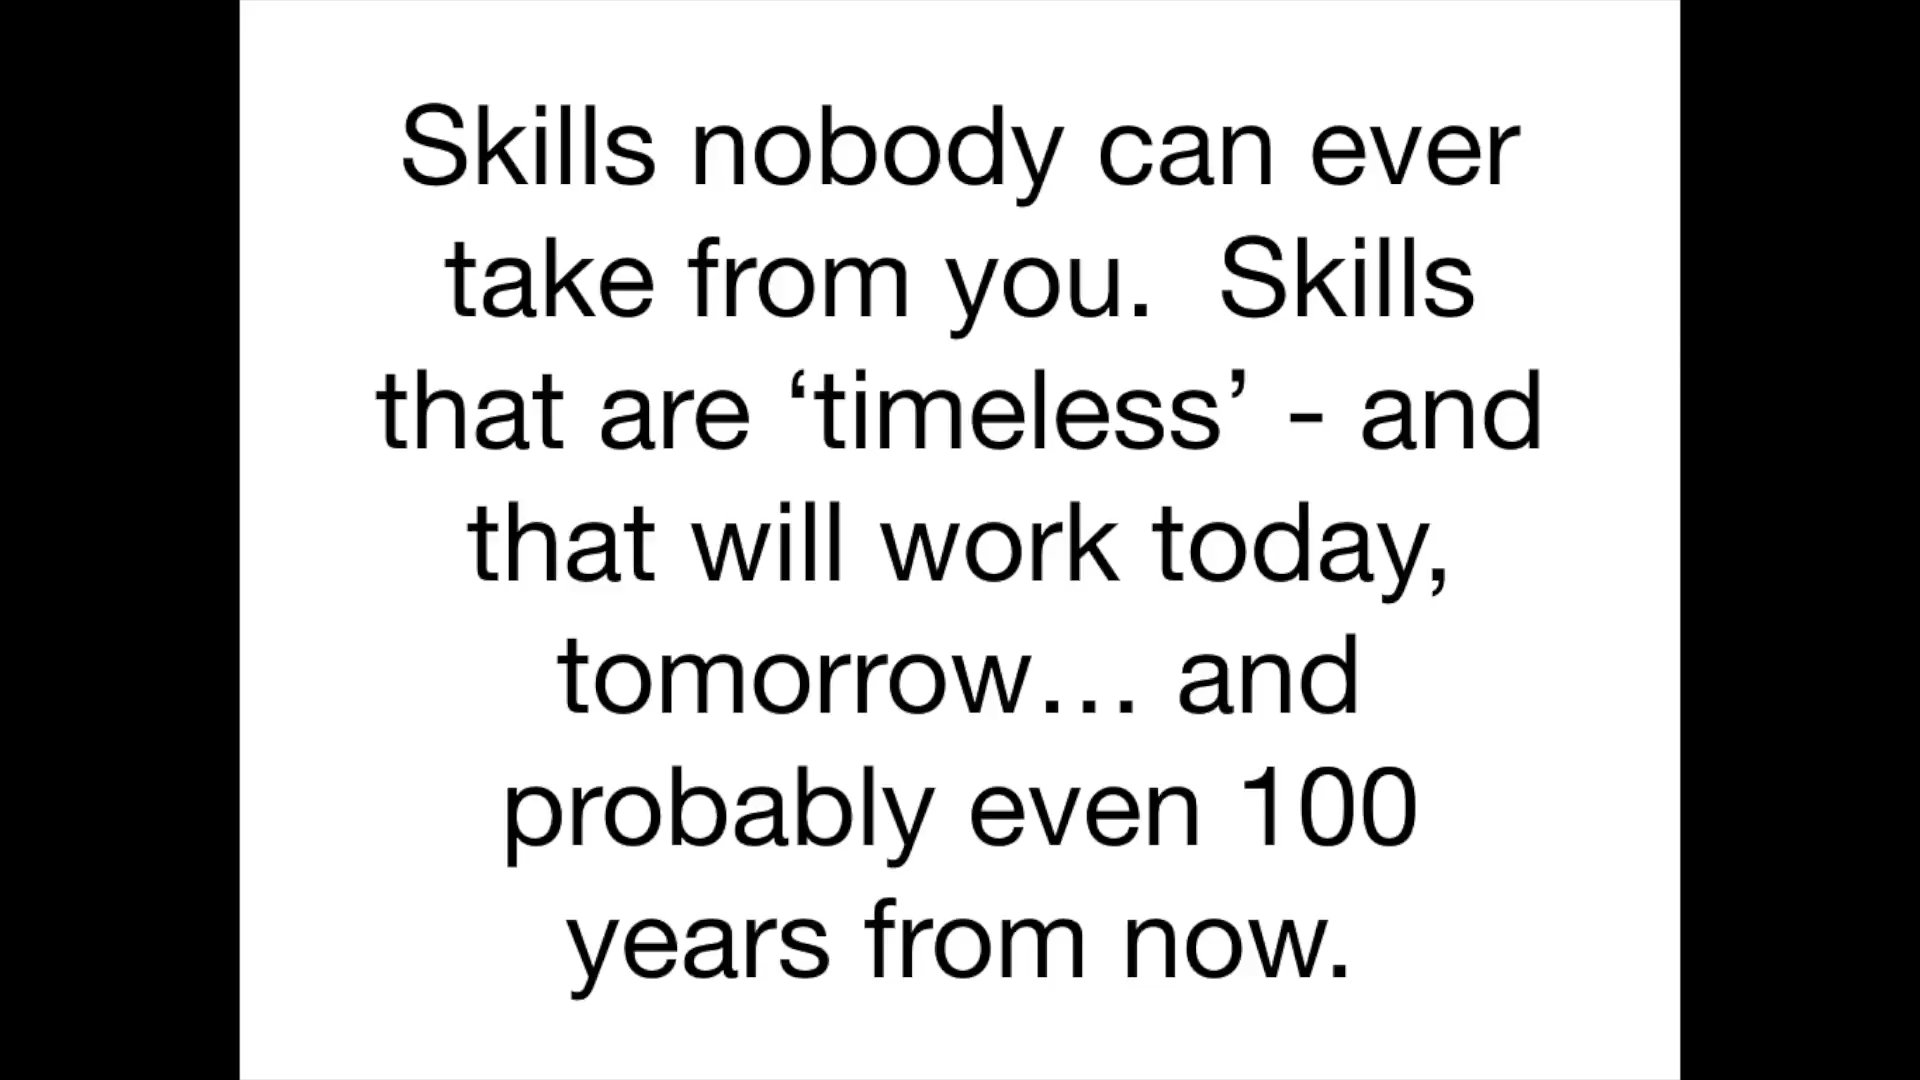 Skills nobody can ever
take from you.  Skills
that are ‘timeless’ - and
that will work today,
tomorrow… and
probably even 100
years from now.